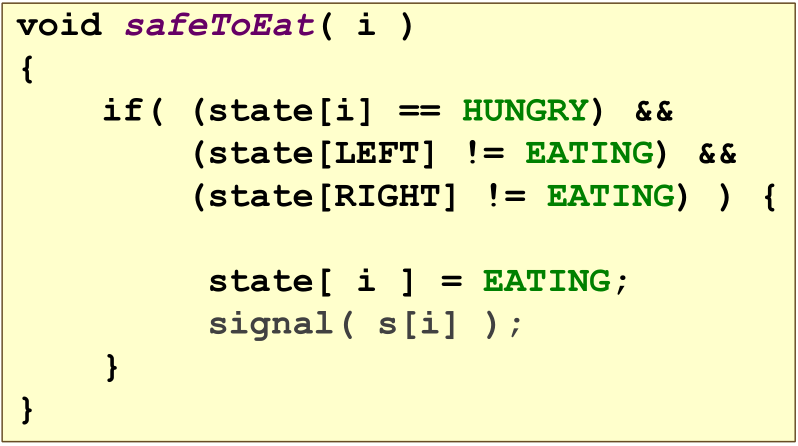 void safeToEat( i )
{
if( (state[i] == HUNGRY) &&
(state[LEFT] != EATING) &&
(state[RIGHT] != EATING) ) {
state[ i ] = EATING;
signal( s[i] );
}
}